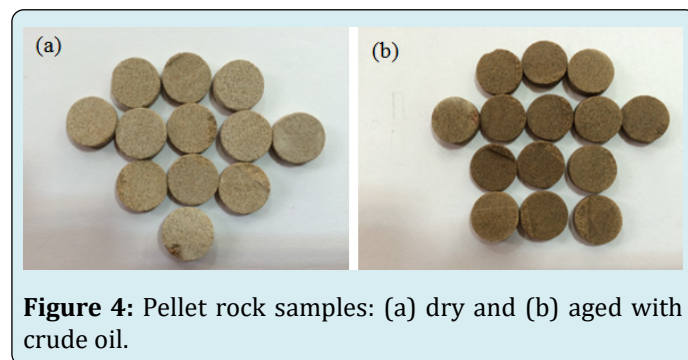 (a)
(b)
Figure 4: Pellet rock samples: (a) dry and (b) aged with
crude oil.